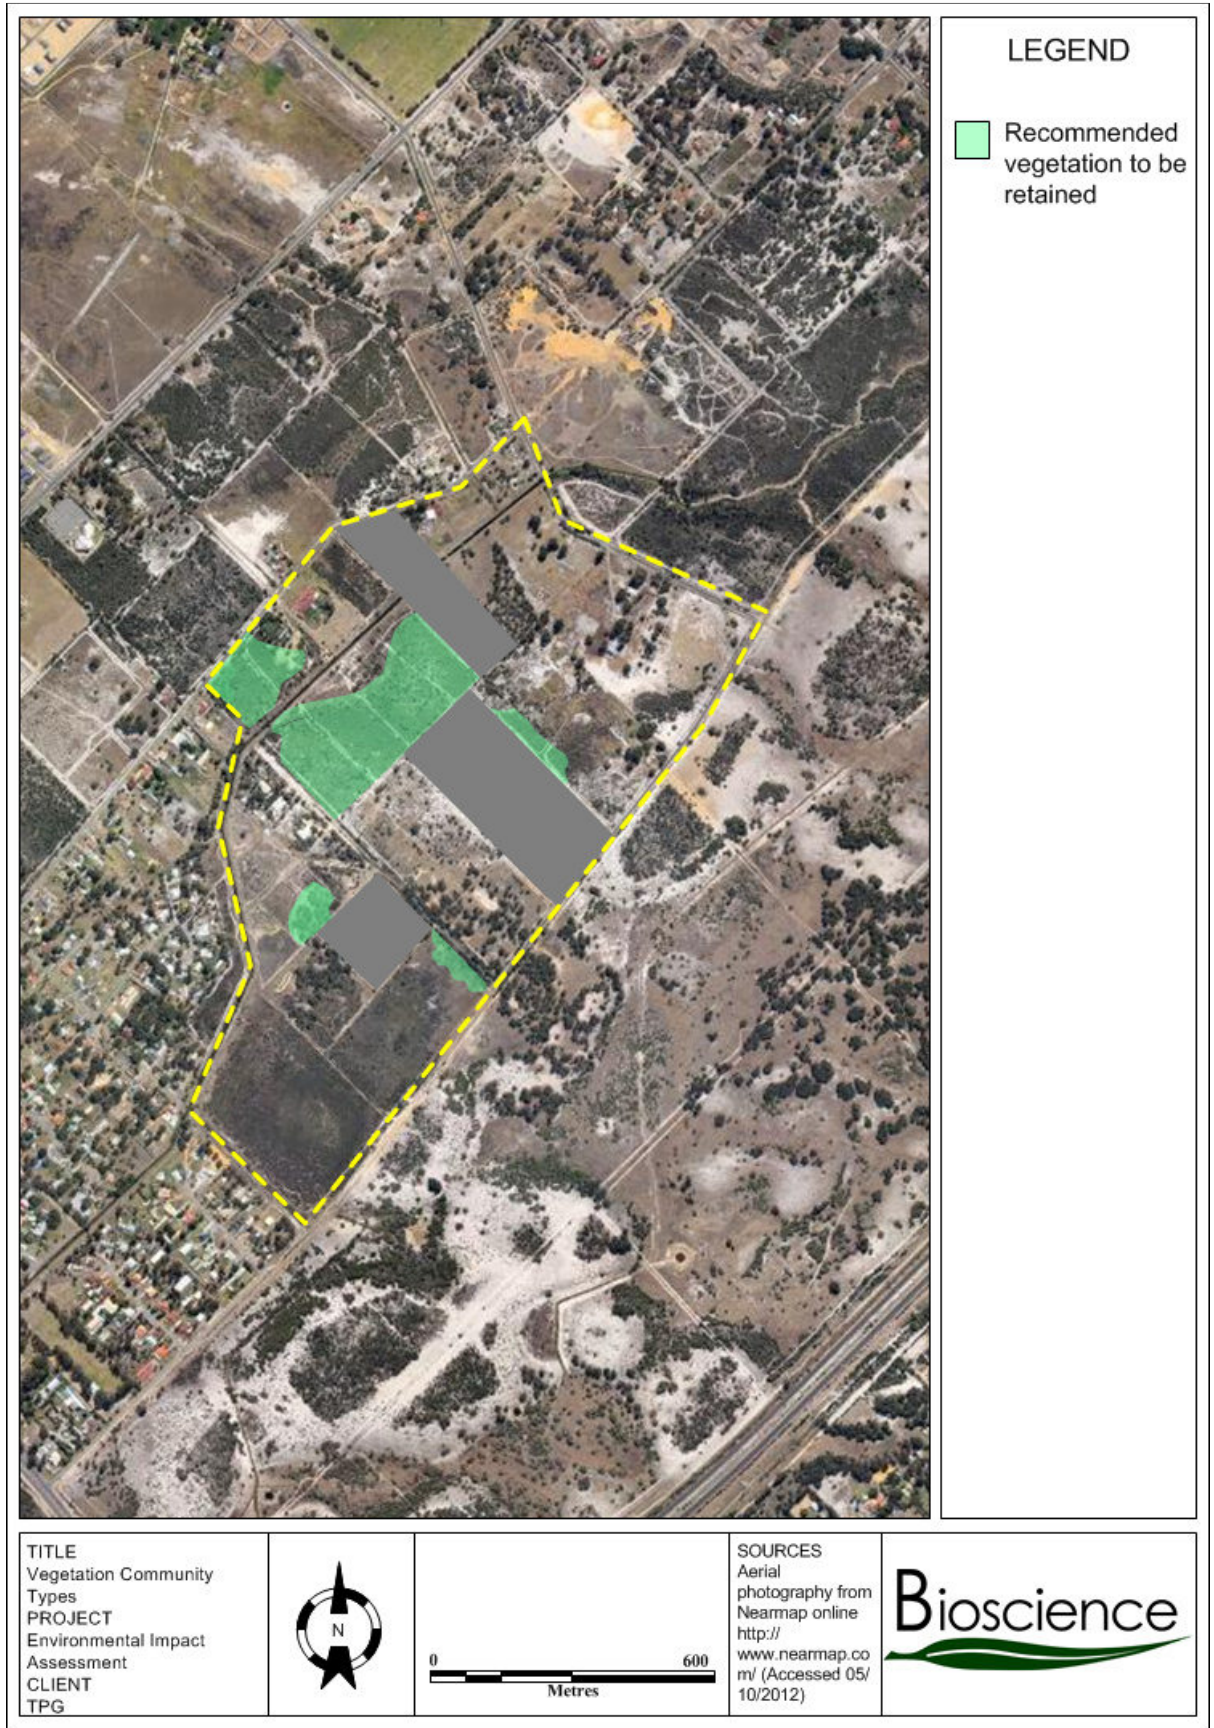 LEGEND
Recommended
vegetation to be
retained
TITLE
Vegetation Community
Types
PROJECT
Environmental Impact
Assessment
CLIENT
TPG
N
0 600
Metres
SOURCES
Aerial
photography from
Nearmap online
http://
www.nearmap.co
m/ (Accessed 05/
10/2012)
Bioscience